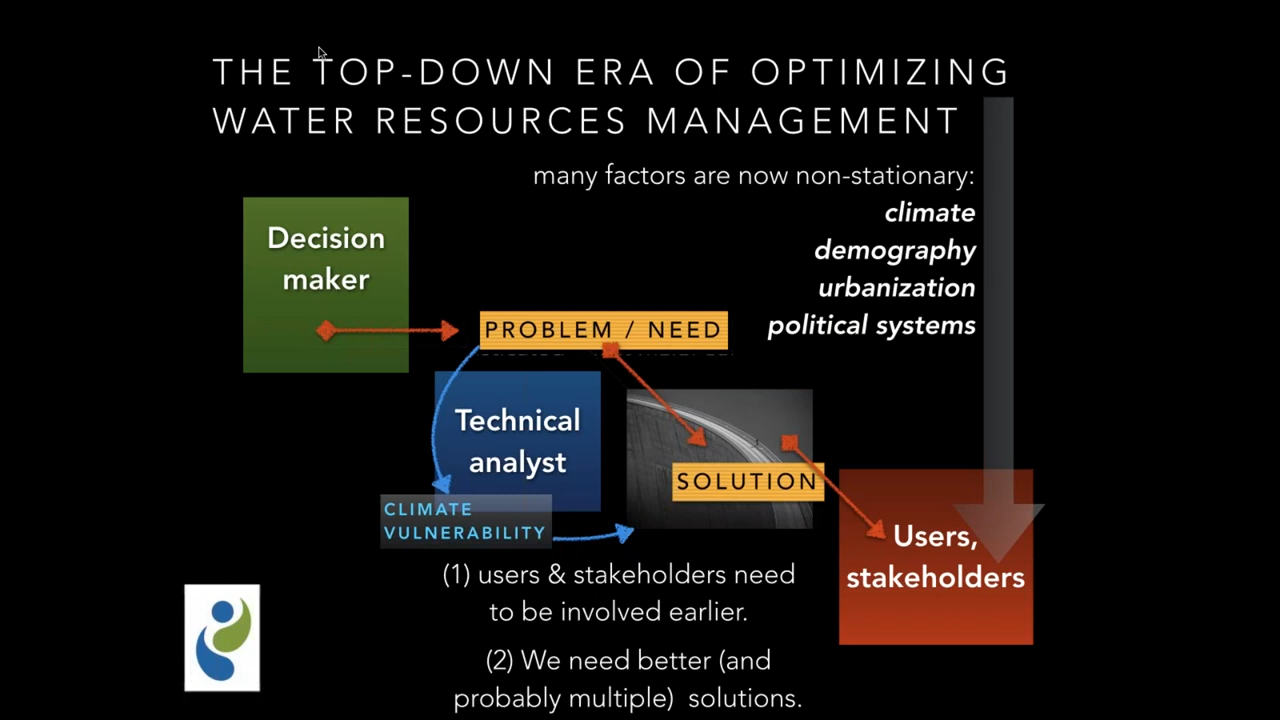 THE TOP-DOWN ERA OF OPTIMIZING
WATER RESOURCES MANAGEMENT
many factors are now non-stationary:
climate
demography
urbanization
political systems
Decision
maker
PROBLEM / NEED
Technical
analyst
SOLUTION
CLIMATE
VULNERABILITY
Users,
stakeholders
(1) users & stakeholders need
to be involved earlier.
(2) We need better (and
probably multiple) solutions.